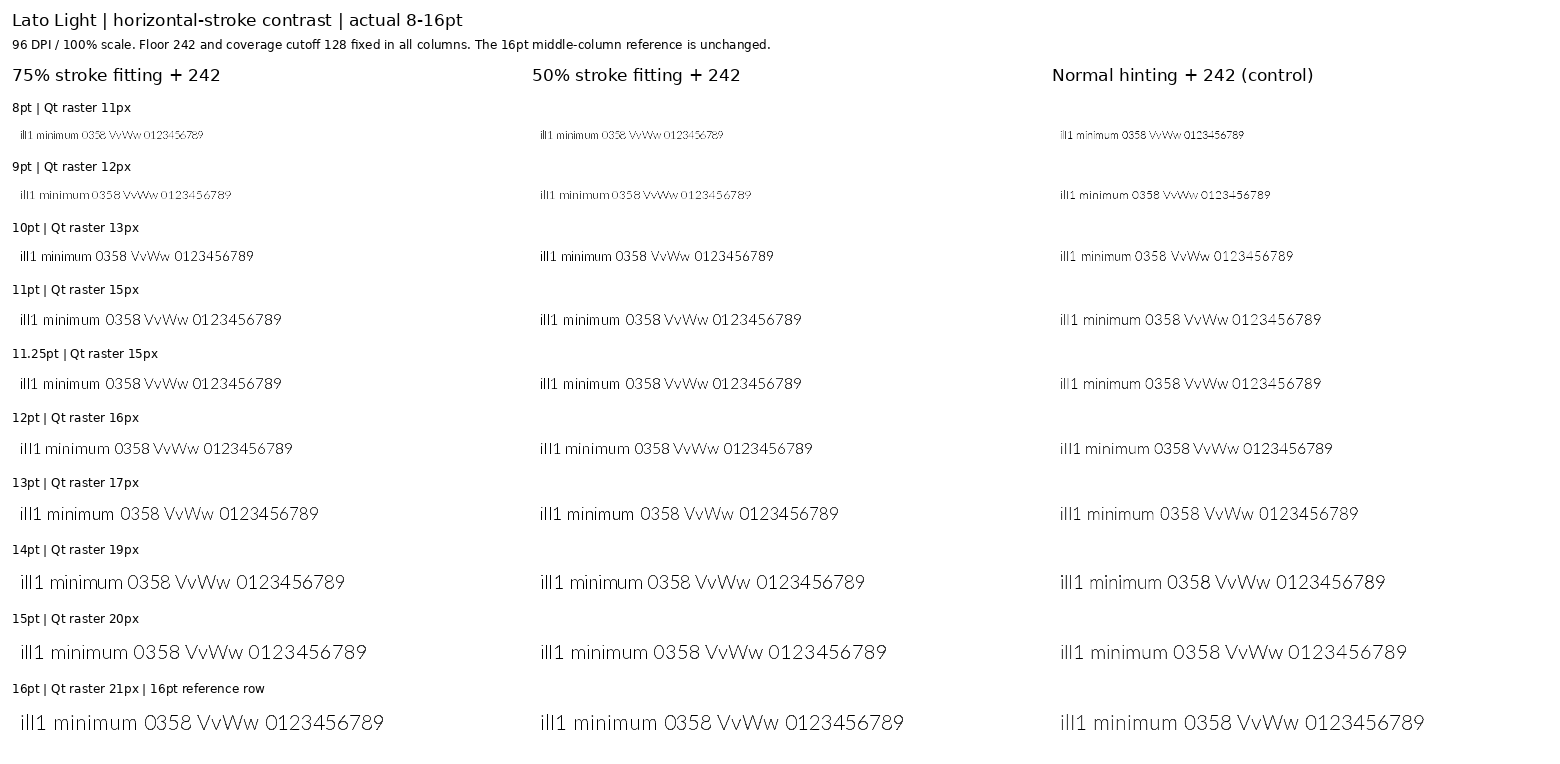 Lato Light | horizontal-stroke contrast | actual 8-16pt
96 DPI / 100% scale. Floor 242 and coverage cutoff 128 fixed in all columns. The 16pt middle-column reference is unchanged.
75% stroke fitting + 242 50% stroke fitting + 242 Normal hinting + 242 (control)
8pt | Qt raster 11px
ill1 minimum 0358 VvWw 0123456789 ill1 minimum 0358 VvWw 0123456789 ill1 minimum 0358 VvWw 0123456789
9pt | Qt raster 12px
ill1 minimum 0358 VvWw 0123456789 ill1 minimum 0358 VvWw 0123456789 ill1 minimum 0358 VvWw 0123456789
10pt | Qt raster 13px
ill1 minimum 0358 VvWw 0123456789 ill1 minimum 0358 VvWw 0123456789 ill1 minimum 0358 VvWw 0123456789
11pt | Qt raster 15px
ill1 minimum 0358 VvWw 0123456789 ill1 minimum 0358 VvWw 0123456789 ill1 minimum 0358 VvWw 0123456789
11.25pt | Qt raster 15px
ill1 minimum 0358 VvWw 0123456789 ill1 minimum 0358 VvWw 0123456789 ill1 minimum 0358 VvWw 0123456789
12pt | Qt raster 16px
ill1 minimum 0358 VvWw 0123456789 ill1 minimum 0358 VvWw 0123456789 ill1 minimum 0358 VvWw 0123456789
13pt | Qt raster 17px
ill1 minimum 0358 VvWw 0123456789 ill1 minimum 0358 VvWw 0123456789 ill1 minimum 0358 VvWw 0123456789
14pt | Qt raster 19px
ill1 minimum 0358 VvWw 0123456789 ill1 minimum 0358 VvWw 0123456789 ill1 minimum 0358 VvWw 0123456789
15pt | Qt raster 20px
ill1 minimum 0358 VvWw 0123456789 ill1 minimum 0358 VvWw 0123456789 ill1 minimum 0358 VvWw 0123456789
16pt | Qt raster 21px | 16pt reference row
ill1 minimum 0358 VvWw 0123456789 ill1 minimum 0358 VvWw 0123456789 ill1 minimum 0358 VvWw 0123456789